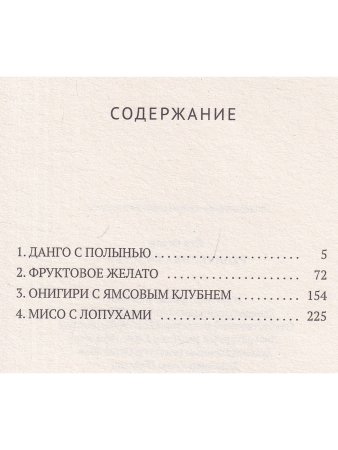 СОДЕРЖАНИЕ
1. ДАНГО С ПОЛЫНЬЮ . . . . . . . . . . . . . . . . . . . . . . . . . 5
2. ФРУКТОВОЕ ЖЕЛАТО . . . . . . . . . . . . . . . . . . . . . . . 72
3. ОНИГИРИ С ЯМСОВЫМ КЛУБНЕМ . . . . . . . . . . . 154
4. МИСО С ЛОПУХАМИ . . . . . . . . . . . . . . . . . . . . . . . 225